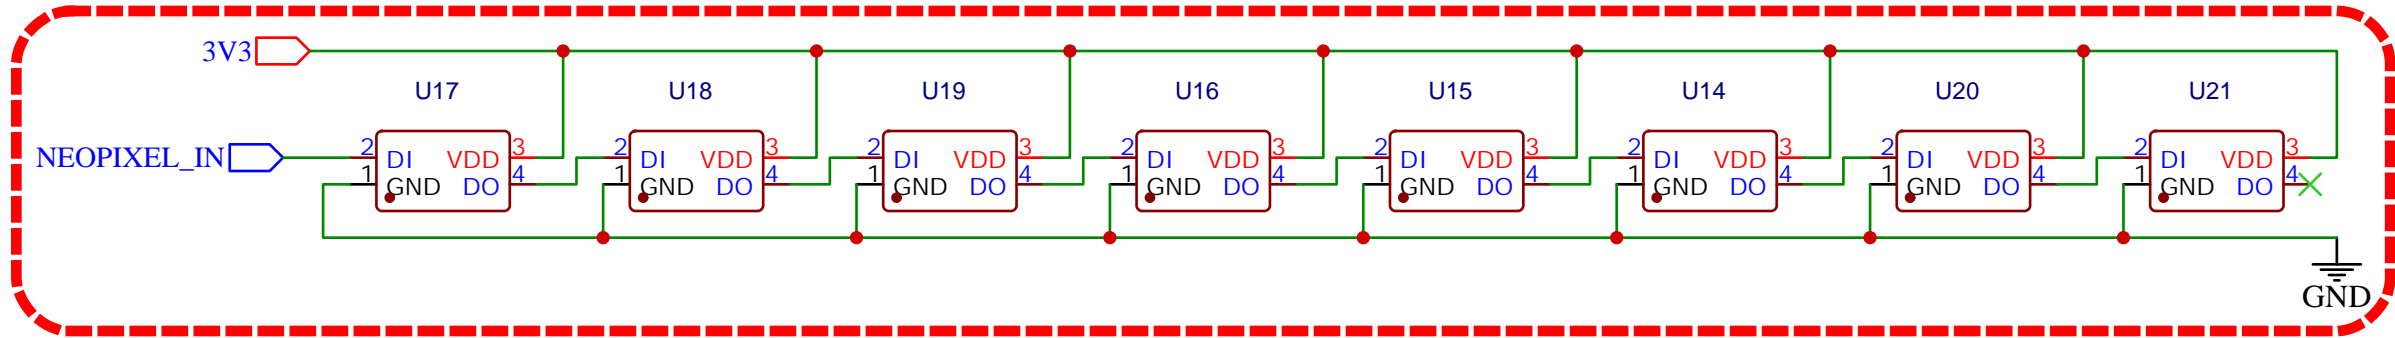 3V3
U17 U18 U19 U16 U15 U14 U20 U21
NEOPIXEL_IN 2 DI VDD 3 2 DI VDD 3 2 DI VDD 3 2 DI VDD 3 2 DI VDD 3 2 DI VDD 3 2 DI VDD 3 2 DI VDD 3
1 GND DO 4 1 GND DO 4 1 GND DO 4 1 GND DO 4 1 GND DO 4 1 GND DO 4 1 GND DO 4 1 GND DO 4
GND